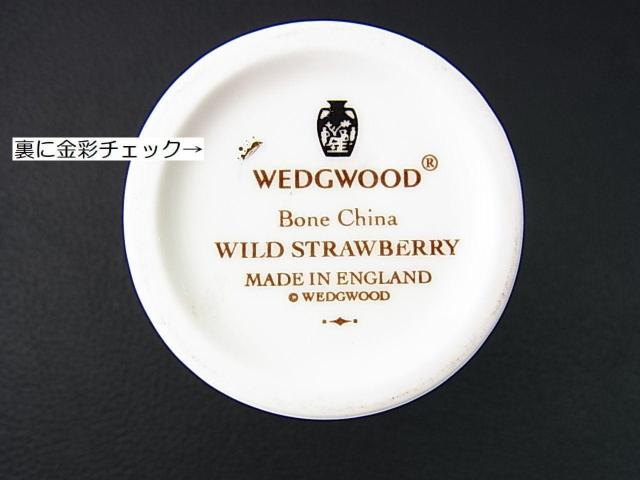 裏に金彩チェック→
WEDGWOOD®
Bone China
WILD STRAWBERRY
MADE IN ENGLAND
© WEDGWOOD